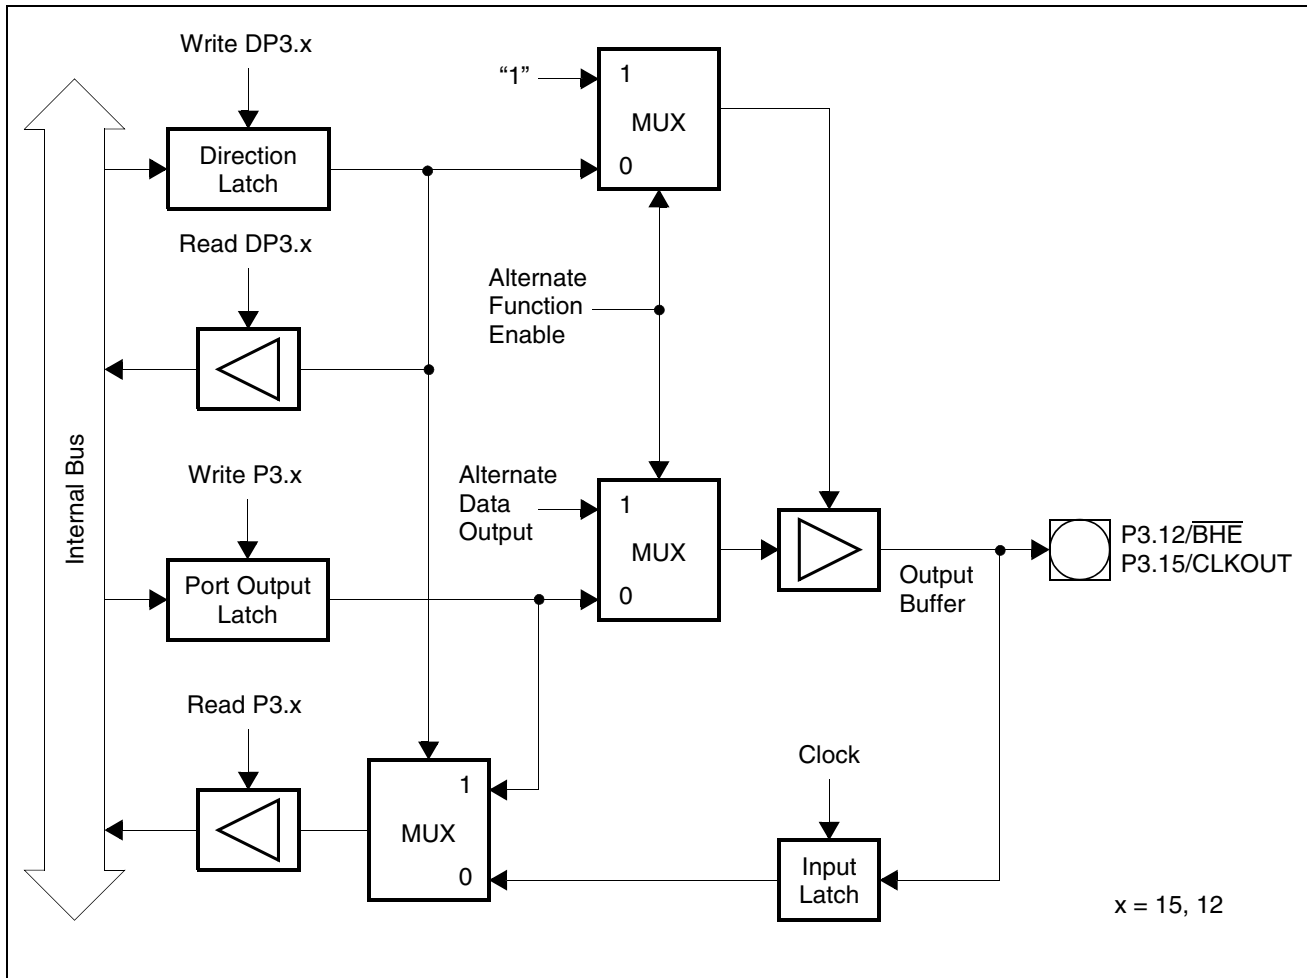 Write DP3.x
“1”
1
MUX
0
Direction
Latch
Read DP3.x
Alternate
Function
Enable
Internal Bus
Write P3.x
Alternate
Data
Output
1
MUX
0
P3.12/B̅H̅E̅
P3.15/CLKOUT
Output
Buffer
Port Output
Latch
Read P3.x
Clock
1
MUX
0
Input
Latch
x = 15, 12